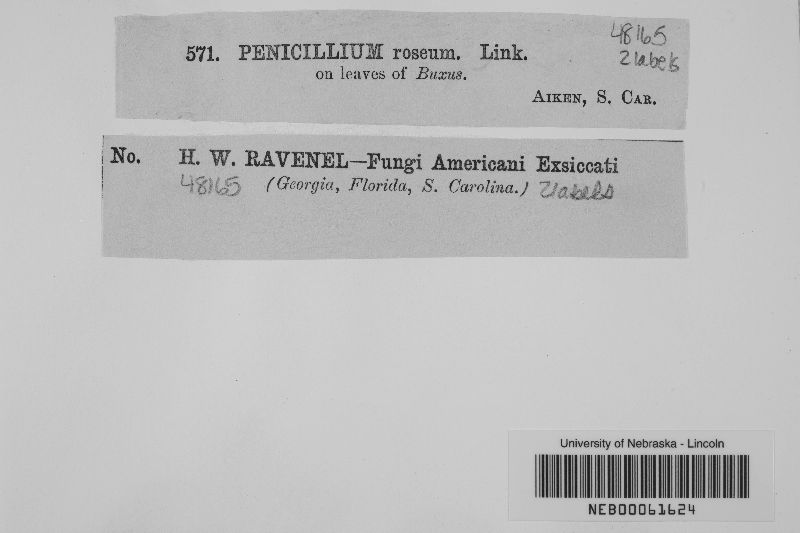 571. PENICILLIUM roseum. Link.
48165
on leaves of Buxus.
2 labels
AIKEN, S. CAR.
No. H. W. RAVENEL—Fungi Americani Exsiccati
48165 (Georgia, Florida, S. Carolina.) 2 labels
University of Nebraska - Lincoln
NEB00061624